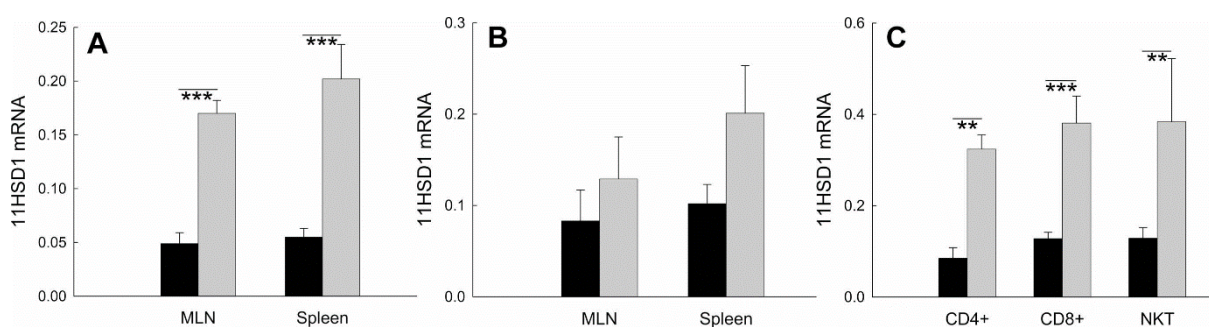 A
11HSD1 mRNA
0.25
0.20
0.15
0.10
0.05
0.00
***
***
MLN Spleen
B
11HSD1 mRNA
0.3
0.2
0.1
0.0
MLN Spleen
C
11HSD1 mRNA
0.6
0.4
0.2
0.0
**
***
**
CD4+ CD8+ NKT